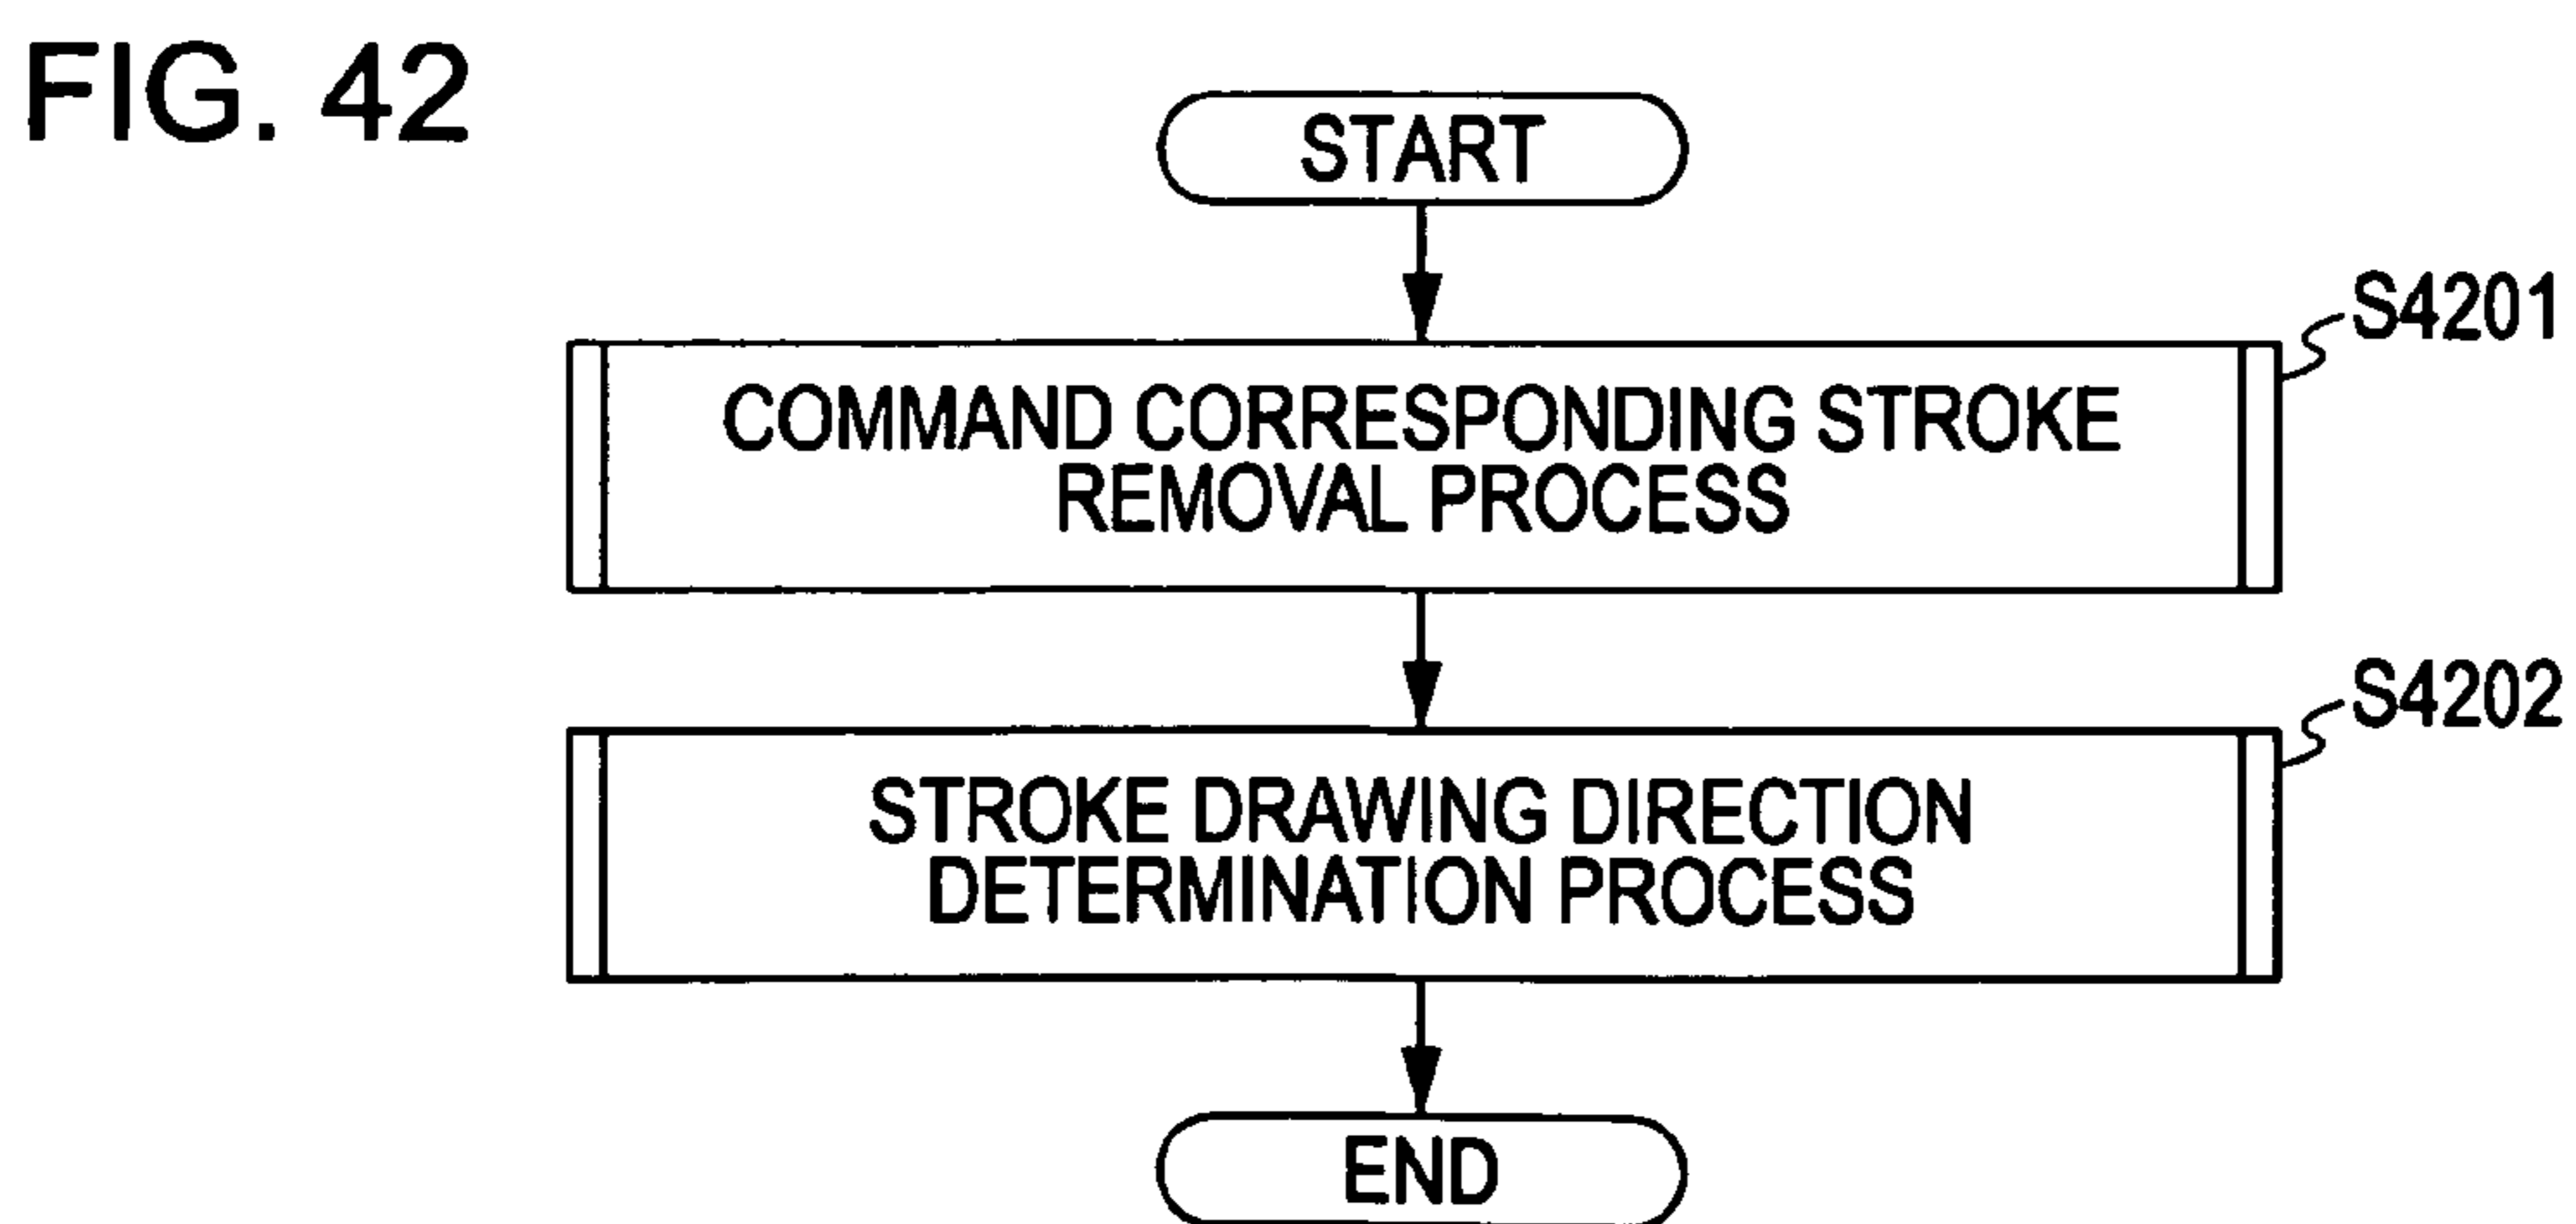 FIG. 42
START
S4201
COMMAND CORRESPONDING STROKE
REMOVAL PROCESS
S4202
STROKE DRAWING DIRECTION
DETERMINATION PROCESS
END